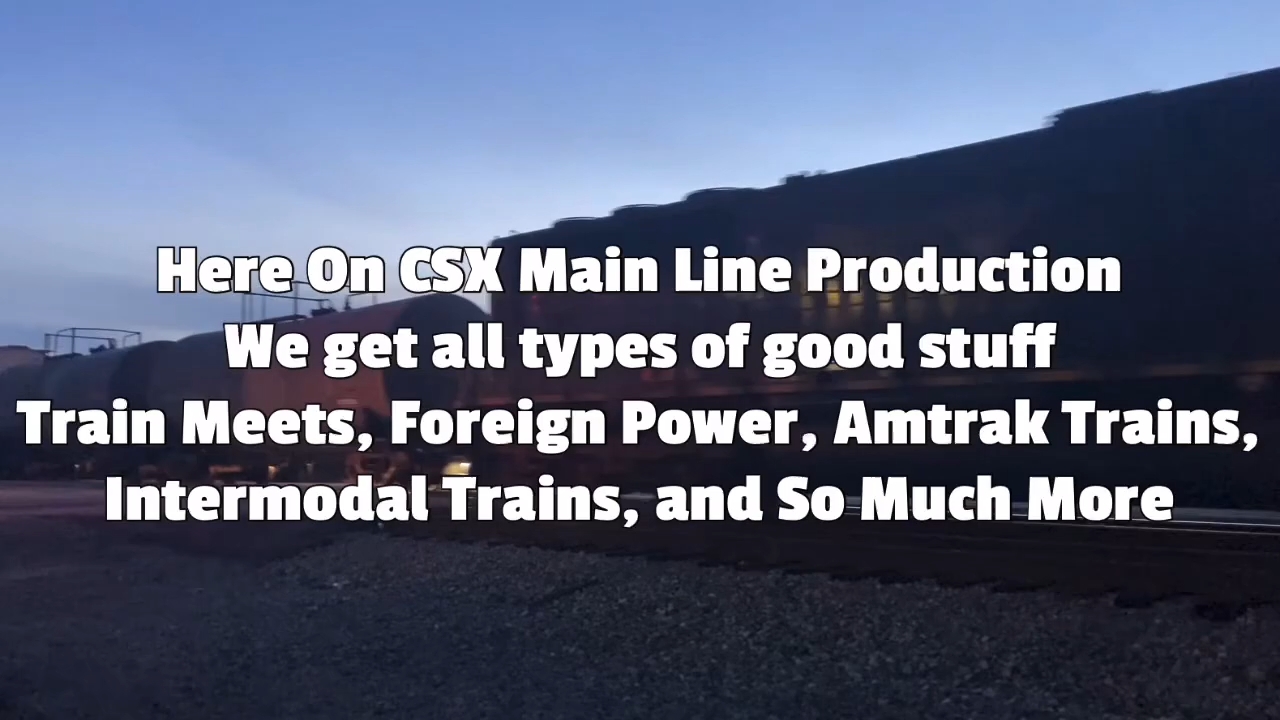 Here On CSX Main Line Production
We get all types of good stuff
Train Meets, Foreign Power, Amtrak Trains,
Intermodal Trains, and So Much More